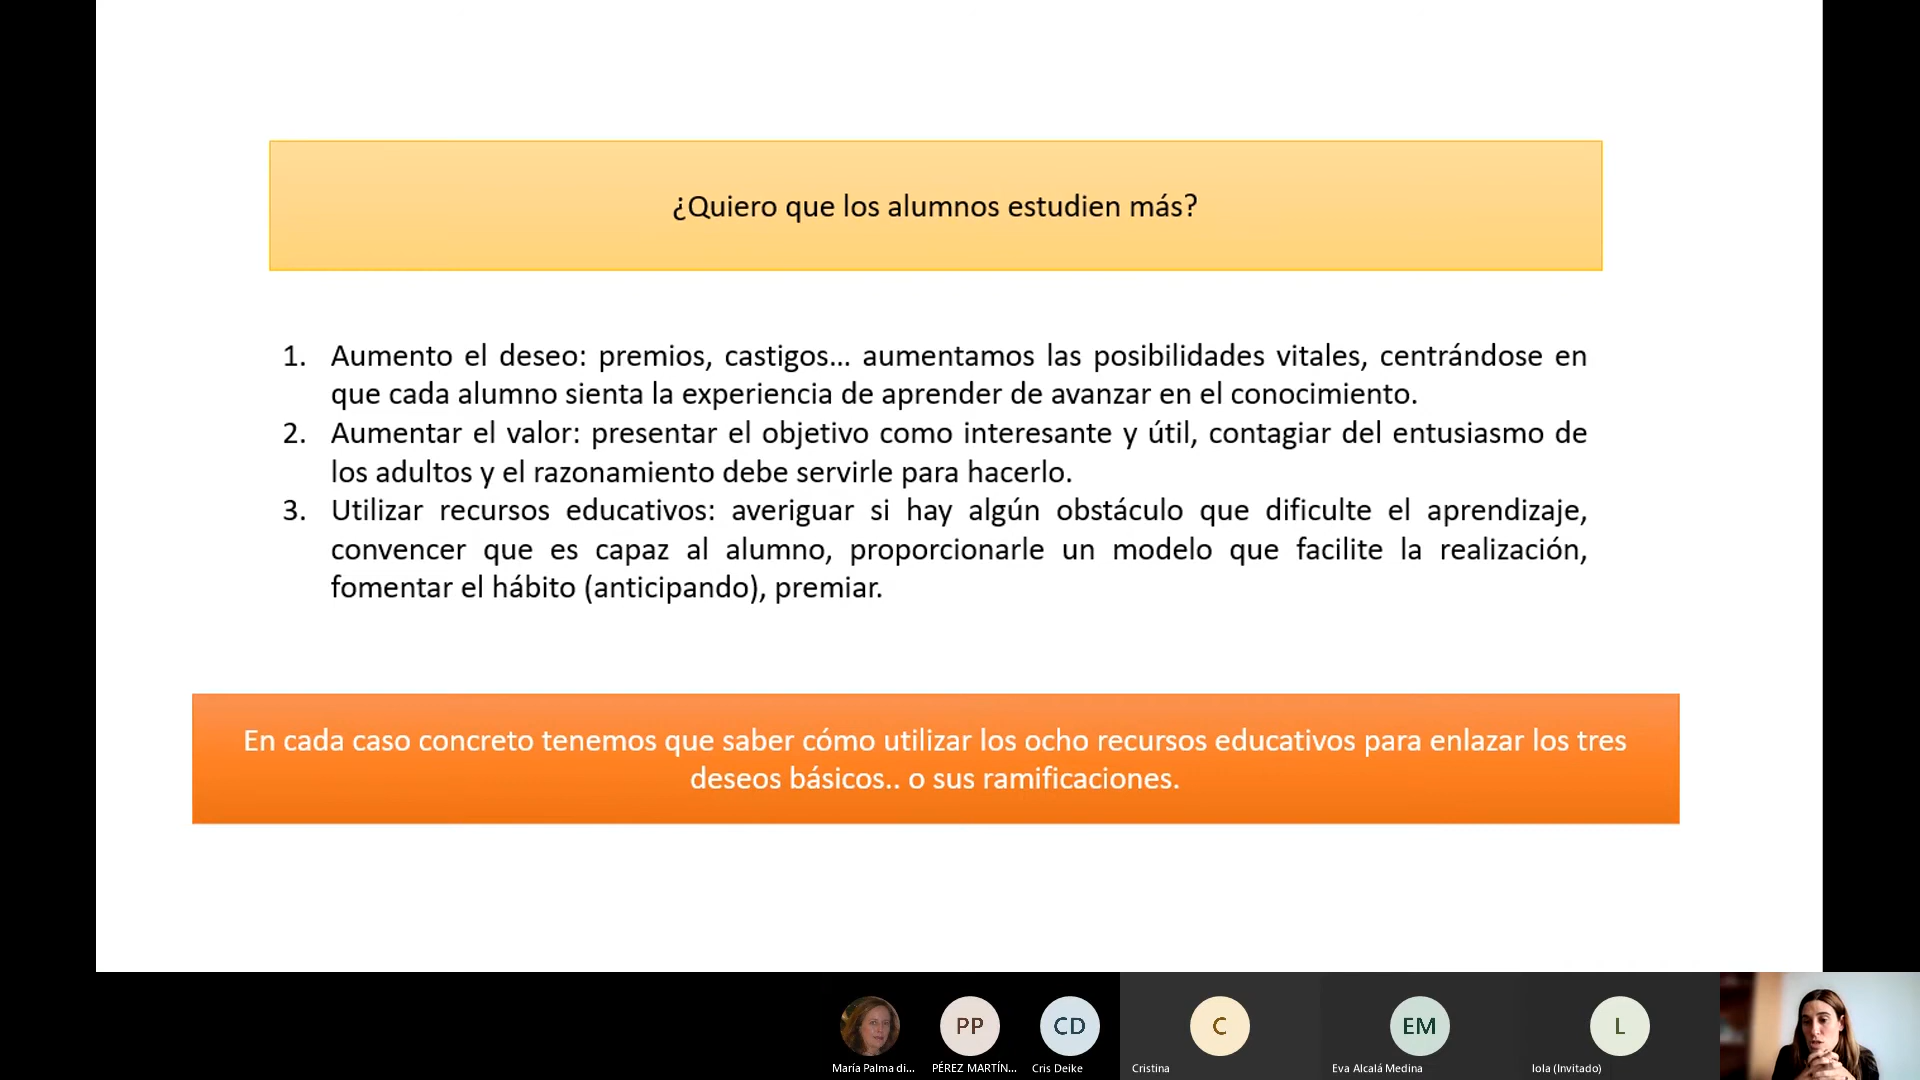 ¿Quiero que los alumnos estudien más?
1. Aumento el deseo: premios, castigos... aumentamos las posibilidades vitales, centrándose en
que cada alumno sienta la experiencia de aprender de avanzar en el conocimiento.
2. Aumentar el valor: presentar el objetivo como interesante y útil, contagiar del entusiasmo de
los adultos y el razonamiento debe servirle para hacerlo.
3. Utilizar recursos educativos: averiguar si hay algún obstáculo que dificulte el aprendizaje,
convencer que es capaz al alumno, proporcionarle un modelo que facilite la realización,
fomentar el hábito (anticipando), premiar.
En cada caso concreto tenemos que saber cómo utilizar los ocho recursos educativos para enlazar los tres
deseos básicos.. o sus ramificaciones.
PP CD C EM L
María Palma di... PÉREZ MARTÍN... Cris Deike Cristina Eva Alcalá Medina lola (Invitado)